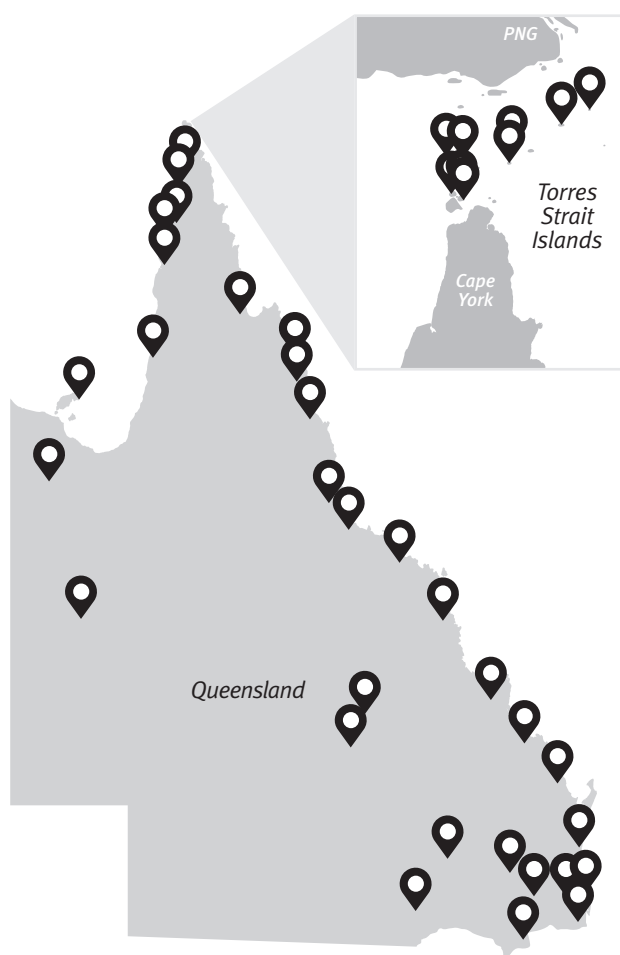 PNG
Torres
Strait
Islands
Cape
York
Queensland